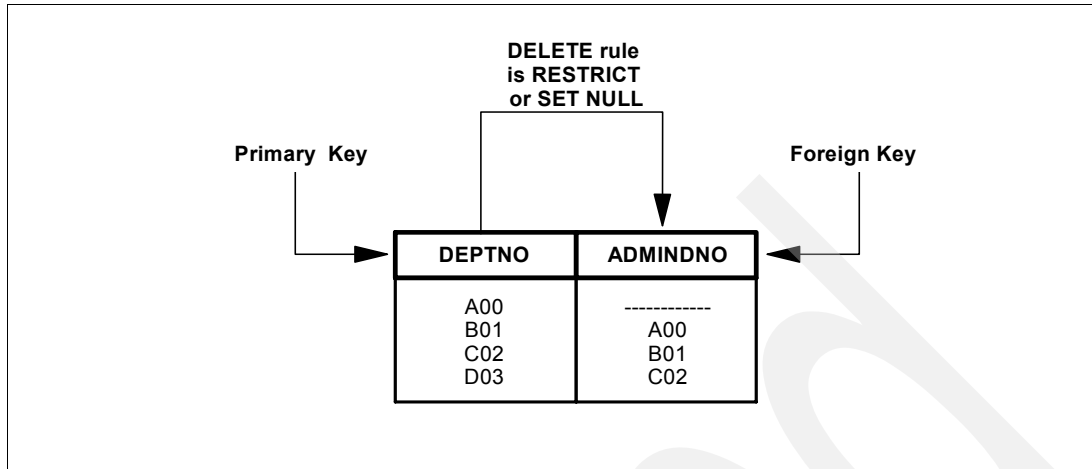 DELETE rule
is RESTRICT
or SET NULL
Primary Key
Foreign Key
DEPTNO ADMINDNO
A00 ------------
B01 A00
C02 B01
D03 C02